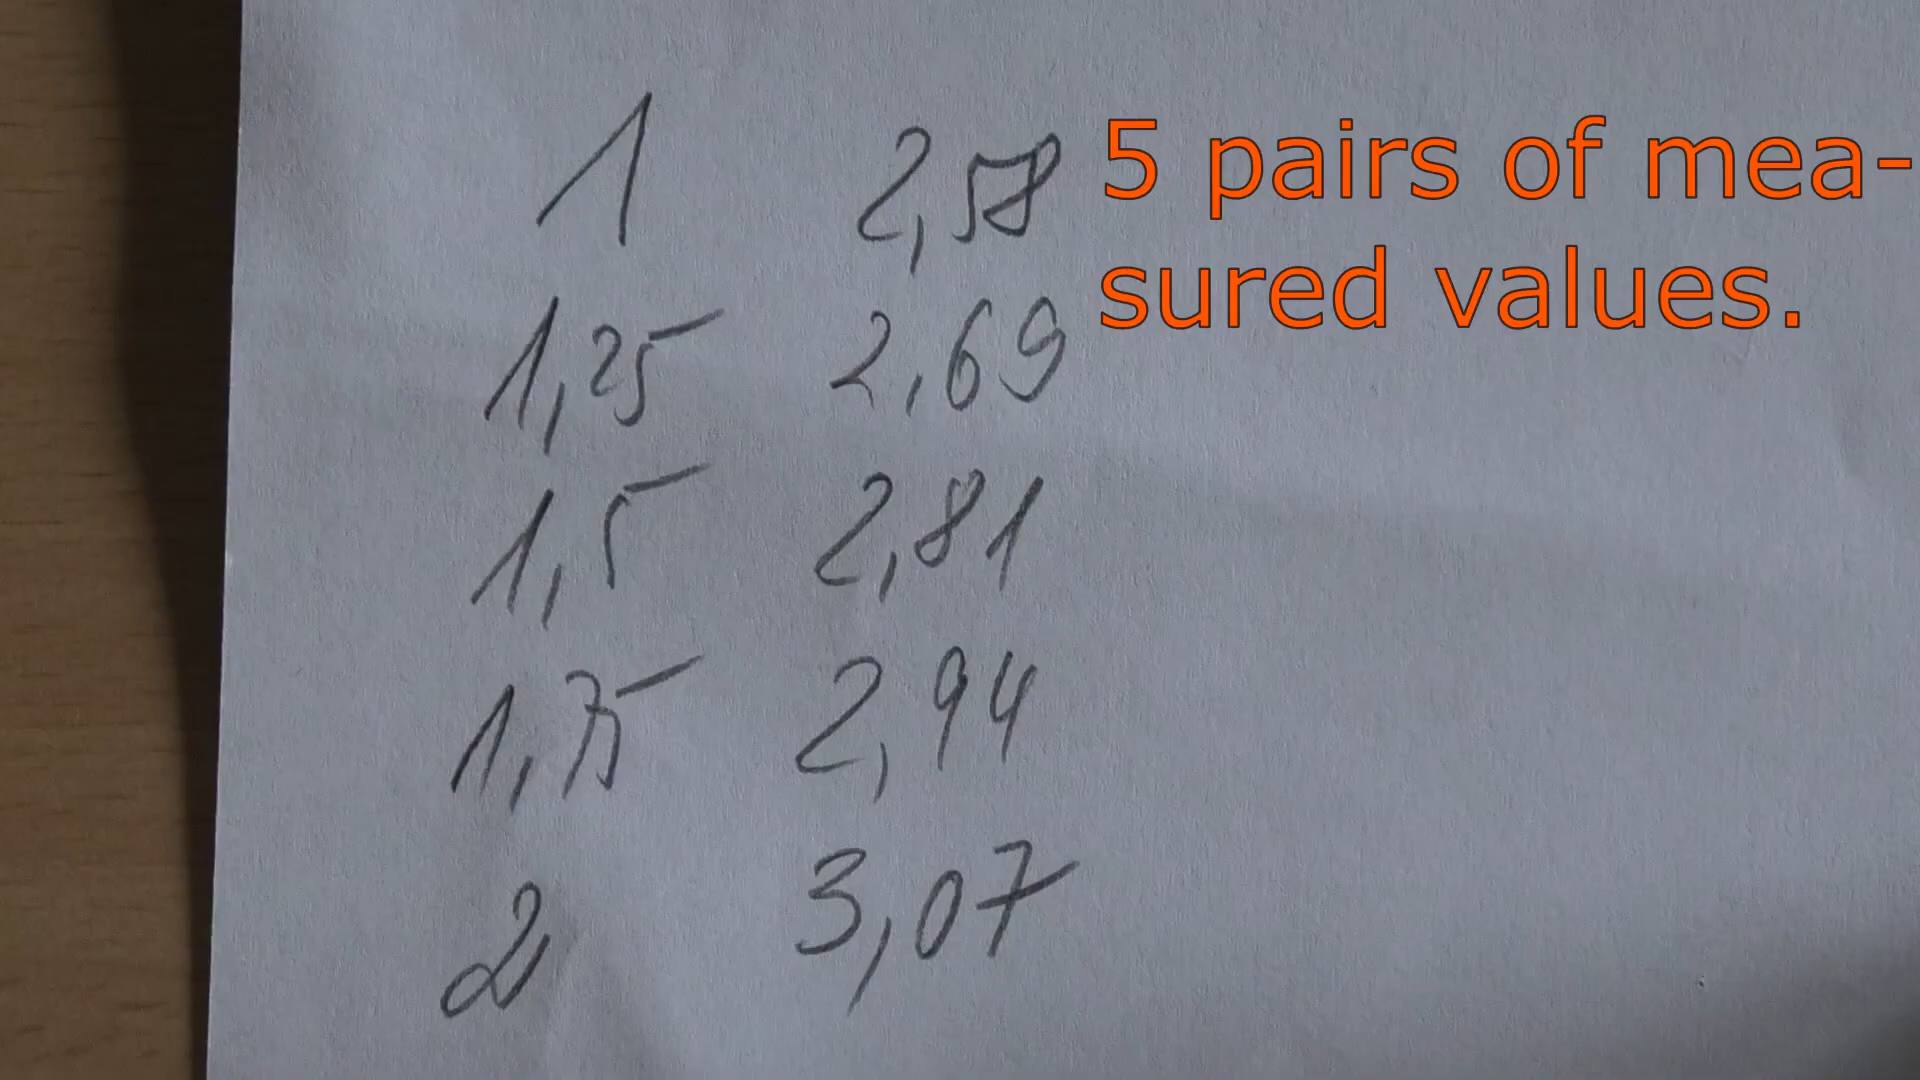 1 2,58
1,25 2,69
1,5 2,81
1,75 2,94
2 3,07
5 pairs of mea-
sured values.